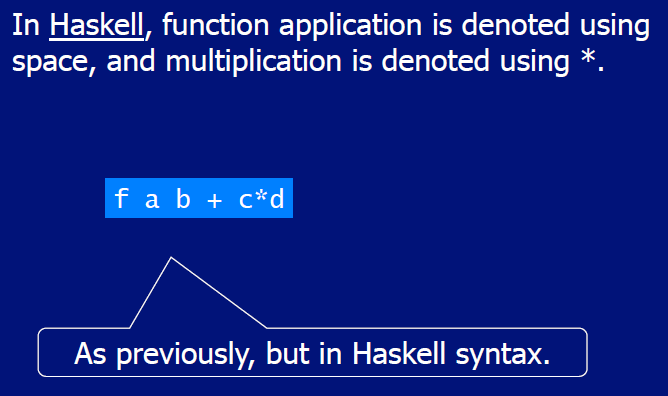 In Haskell, function application is denoted using
space, and multiplication is denoted using *.
f a b + c*d
As previously, but in Haskell syntax.